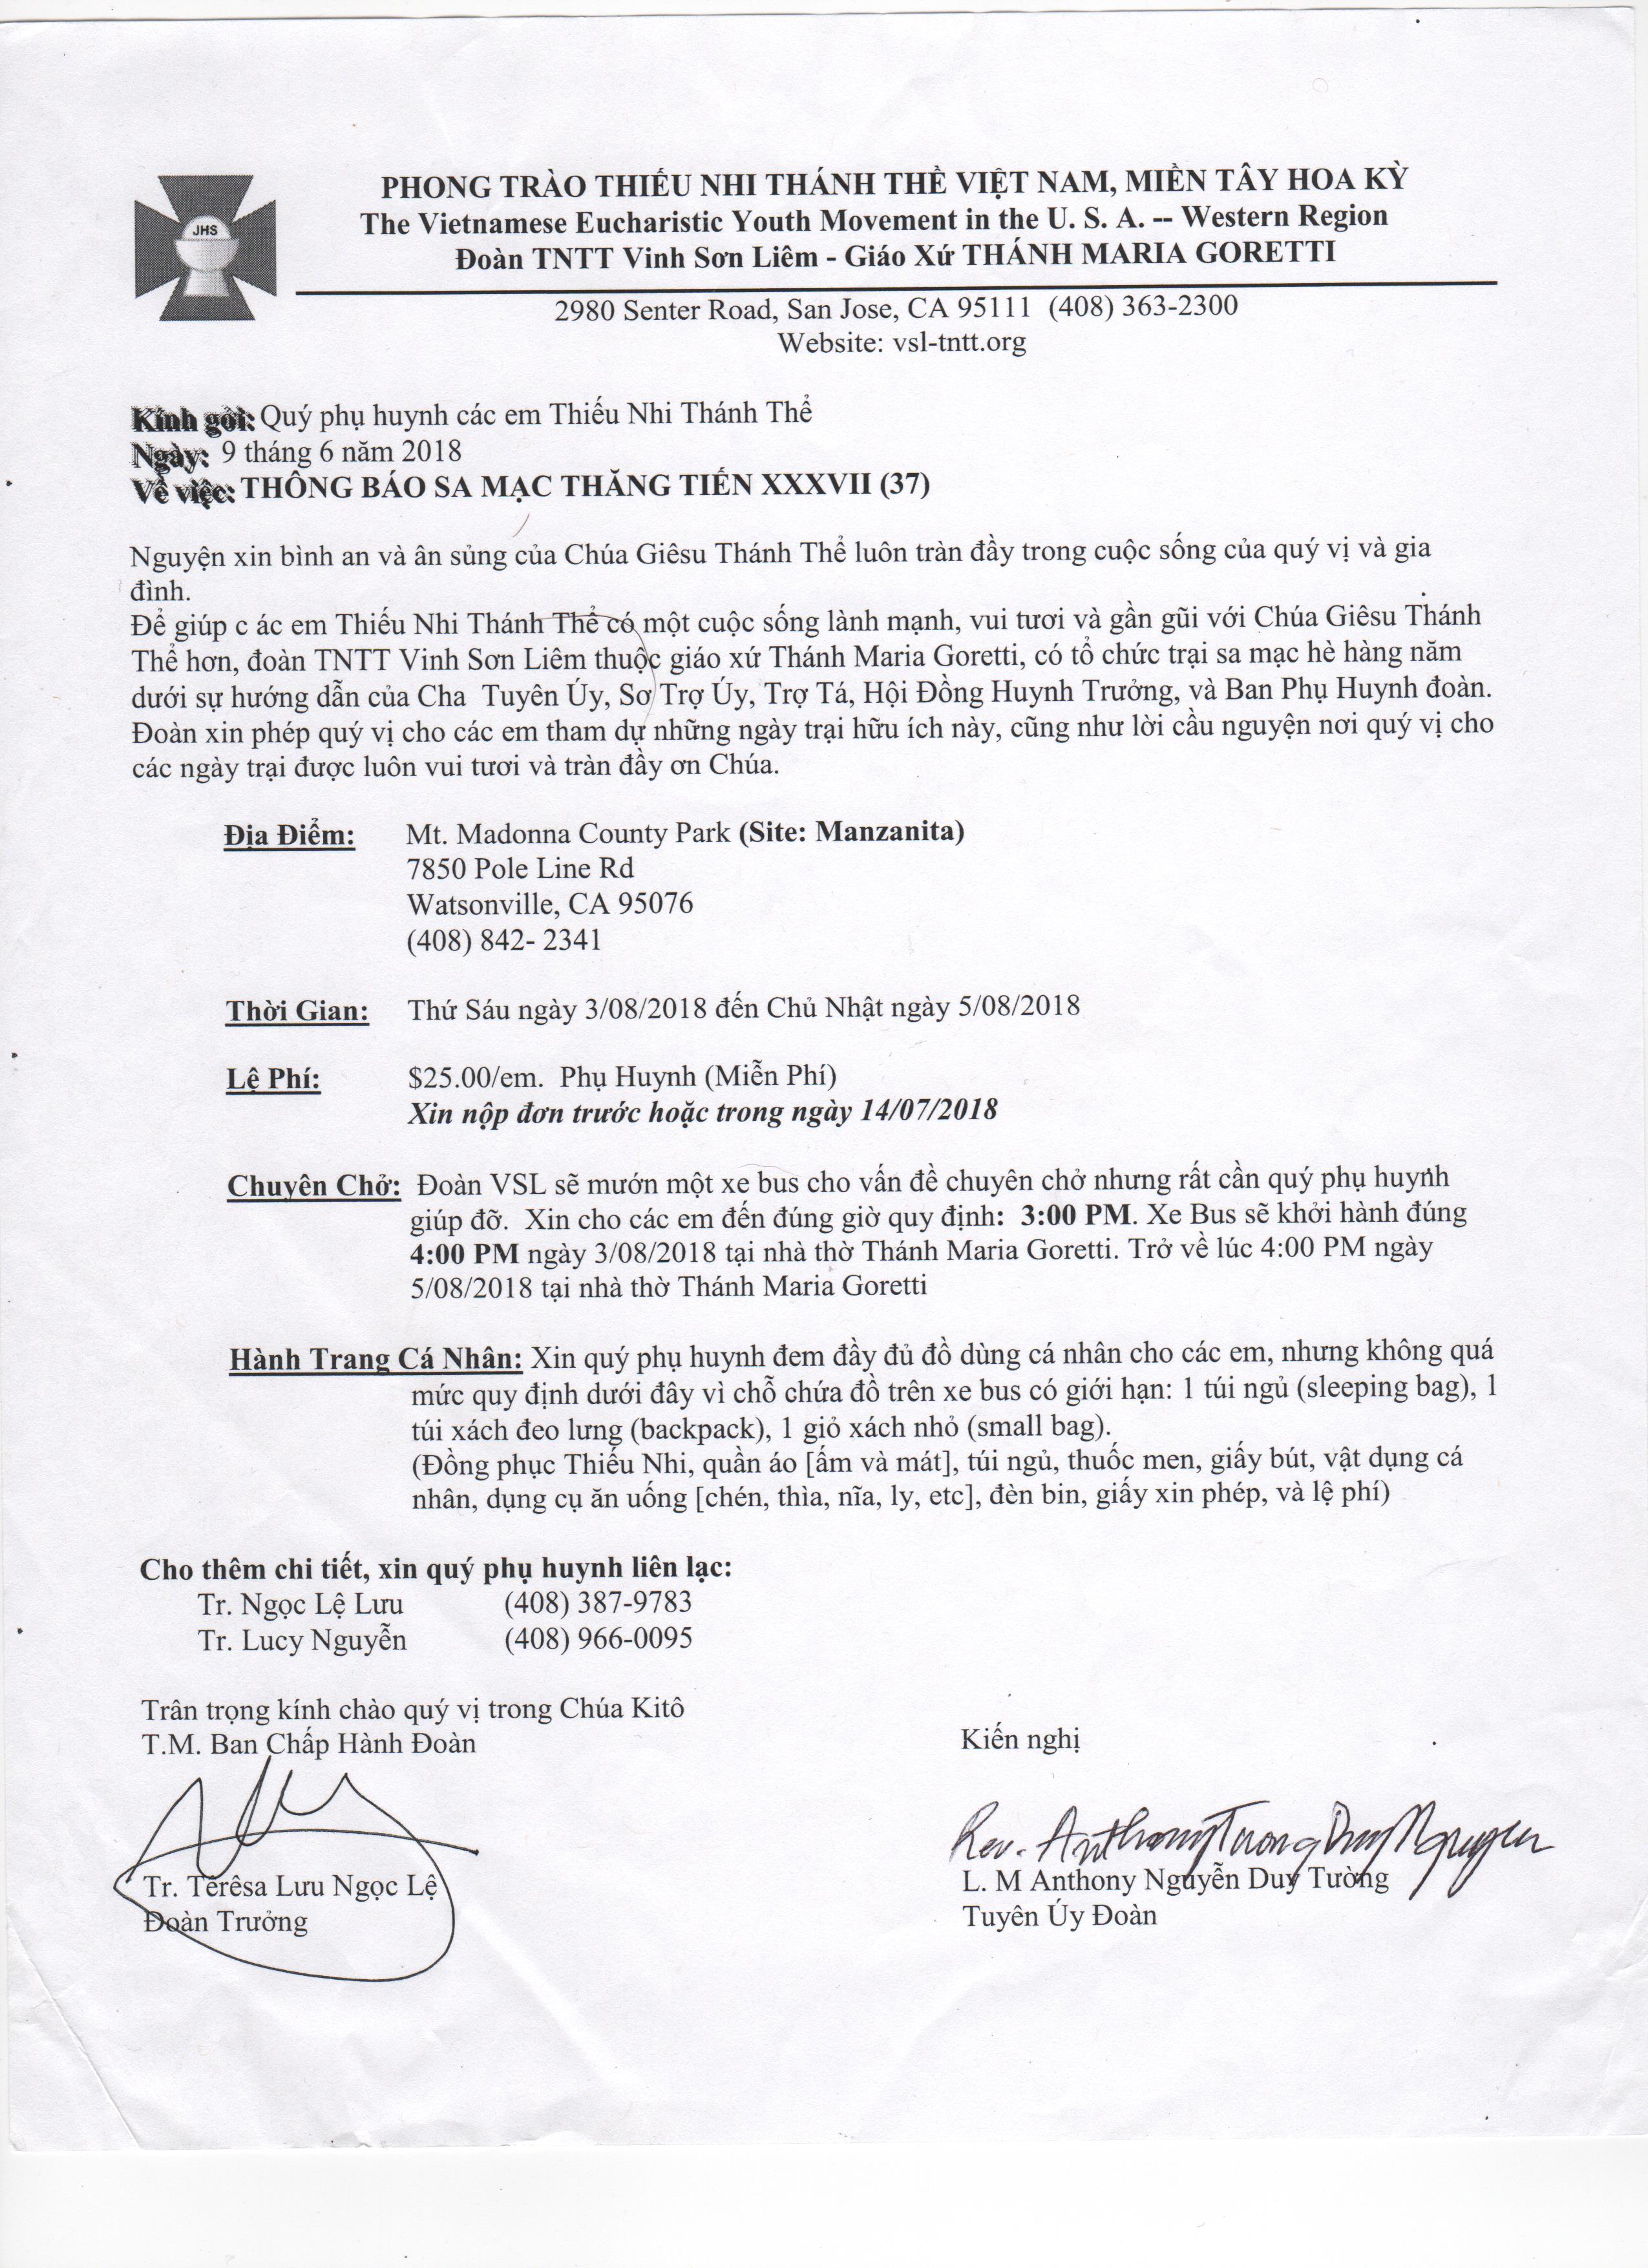 JHS
PHONG TRÀO THIẾU NHI THÁNH THỂ VIỆT NAM, MIỀN TÂY HOA KỲ
The Vietnamese Eucharistic Youth Movement in the U. S. A. -- Western Region
Đoàn TNTT Vinh Sơn Liêm - Giáo Xứ THÁNH MARIA GORETTI
2980 Senter Road, San Jose, CA 95111 (408) 363-2300
Website: vsl-tntt.org
Kính gởi: Quý phụ huynh các em Thiếu Nhi Thánh Thể
Ngày: 9 tháng 6 năm 2018
Về việc: THÔNG BÁO SA MẠC THĂNG TIẾN XXXVII (37)
Nguyện xin bình an và ân sủng của Chúa Giêsu Thánh Thể luôn tràn đầy trong cuộc sống của quý vị và gia
đình.
Để giúp c ác em Thiếu Nhi Thánh Thể có một cuộc sống lành mạnh, vui tươi và gần gũi với Chúa Giêsu Thánh
Thể hơn, đoàn TNTT Vinh Sơn Liêm thuộc giáo xứ Thánh Maria Goretti, có tổ chức trại sa mạc hè hàng năm
dưới sự hướng dẫn của Cha Tuyên Úy, Sơ Trợ Úy, Trợ Tá, Hội Đồng Huynh Trưởng, và Ban Phụ Huynh đoàn.
Đoàn xin phép quý vị cho các em tham dự những ngày trại hữu ích này, cũng như lời cầu nguyện nơi quý vị cho
các ngày trại được luôn vui tươi và tràn đầy ơn Chúa.
Địa Điểm: Mt. Madonna County Park (Site: Manzanita)
7850 Pole Line Rd
Watsonville, CA 95076
(408) 842- 2341
Thời Gian: Thứ Sáu ngày 3/08/2018 đến Chủ Nhật ngày 5/08/2018
Lệ Phí: $25.00/em. Phụ Huynh (Miễn Phí)
Xin nộp đơn trước hoặc trong ngày 14/07/2018
Chuyên Chở: Đoàn VSL sẽ mướn một xe bus cho vấn đề chuyên chở nhưng rất cần quý phụ huynh
giúp đỡ. Xin cho các em đến đúng giờ quy định: 3:00 PM. Xe Bus sẽ khởi hành đúng
4:00 PM ngày 3/08/2018 tại nhà thờ Thánh Maria Goretti. Trở về lúc 4:00 PM ngày
5/08/2018 tại nhà thờ Thánh Maria Goretti
Hành Trang Cá Nhân: Xin quý phụ huynh đem đầy đủ đồ dùng cá nhân cho các em, nhưng không quá
mức quy định dưới đây vì chỗ chứa đồ trên xe bus có giới hạn: 1 túi ngủ (sleeping bag), 1
túi xách đeo lưng (backpack), 1 giỏ xách nhỏ (small bag).
(Đồng phục Thiếu Nhi, quần áo [ấm và mát], túi ngủ, thuốc men, giấy bút, vật dụng cá
nhân, dụng cụ ăn uống [chén, thìa, nĩa, ly, etc], đèn bin, giấy xin phép, và lệ phí)
Cho thêm chi tiết, xin quý phụ huynh liên lạc:
Tr. Ngọc Lệ Lưu (408) 387-9783
Tr. Lucy Nguyễn (408) 966-0095
Trân trọng kính chào quý vị trong Chúa Kitô
T.M. Ban Chấp Hành Đoàn
Kiến nghị
Rev. Anthony Tuong Duy Nguyen
Tr. Têrêsa Lưu Ngọc Lệ
Đoàn Trưởng
L. M Anthony Nguyễn Duy Tường
Tuyên Úy Đoàn